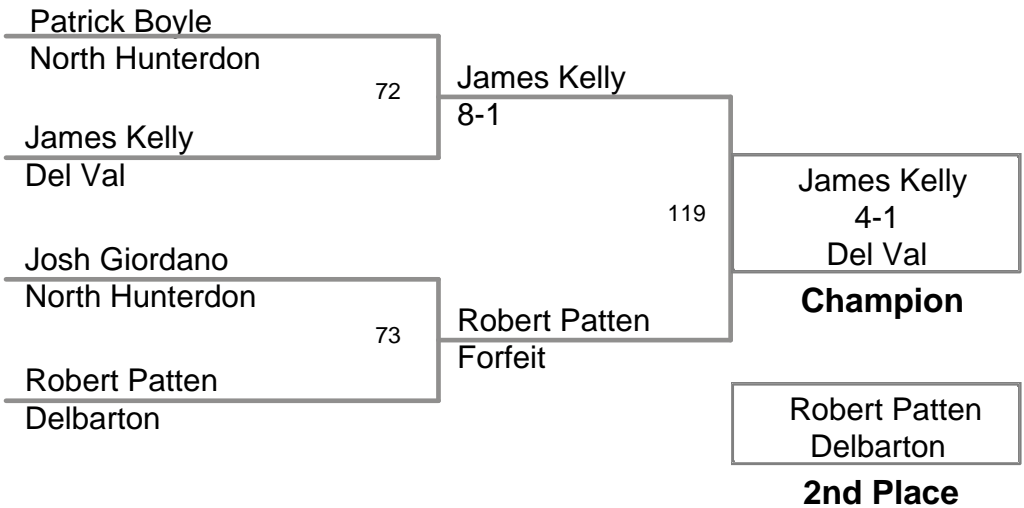 Patrick Boyle
North Hunterdon
72
James Kelly
Del Val
James Kelly
8-1
Josh Giordano
North Hunterdon
73
Robert Patten
Delbarton
Robert Patten
Forfeit
119
James Kelly
4-1
Del Val
Champion
Robert Patten
Delbarton
2nd Place